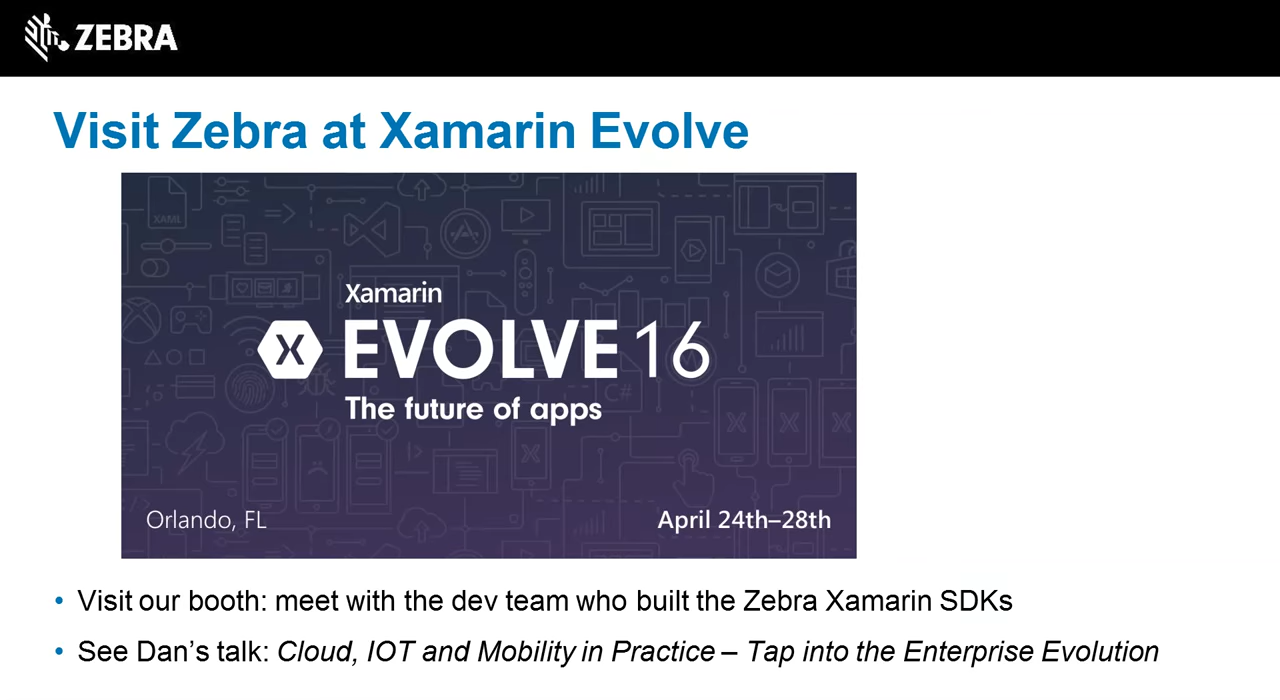 ZEBRA
Visit Zebra at Xamarin Evolve
XAML
Xamarin
X EVOLVE 16
C#
The future of apps
Orlando, FL
April 24th–28th
• Visit our booth: meet with the dev team who built the Zebra Xamarin SDKs
• See Dan’s talk: Cloud, IOT and Mobility in Practice – Tap into the Enterprise Evolution